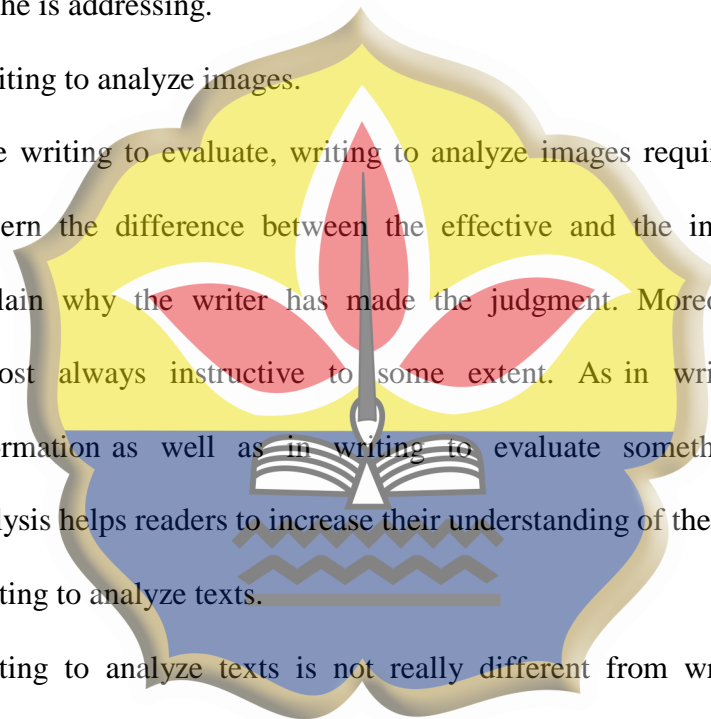 he is addressing.
iting to analyze images.
e writing to evaluate, writing to analyze images requi
ern the difference between the effective and the in
lain why the writer has made the judgment. Moreo
ost always instructive to some extent. As in wri
ormation as well as in writing to evaluate someth
lysis helps readers to increase their understanding of the
ting to analyze texts.
ting to analyze texts is not really different from wr